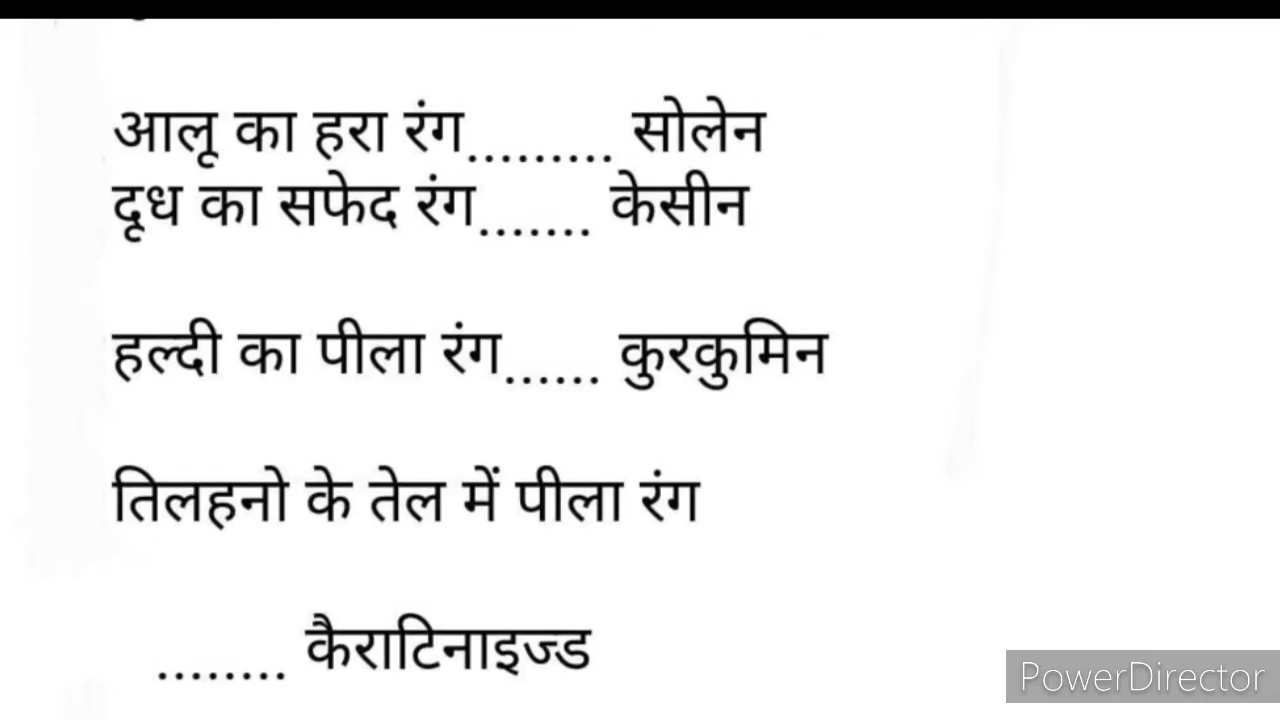 आलू का हरा रंग......... सोलेन
दूध का सफेद रंग....... केसीन
हल्दी का पीला रंग...... कुरकुमिन
तिलहनो के तेल में पीला रंग
........ कैराटिनाइज्ड
PowerDirector